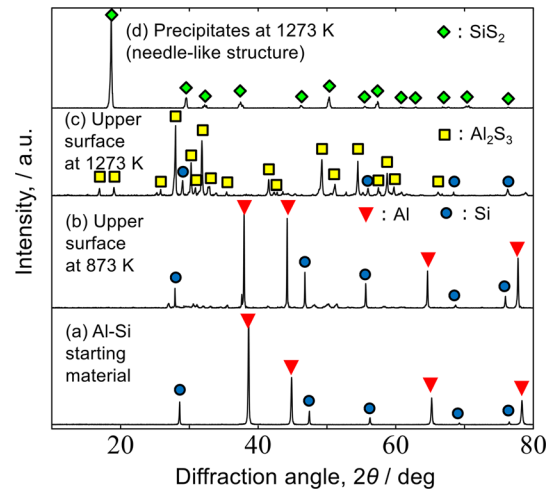 (d) Precipitates at 1273 K
(needle-like structure)
: SiS2
(c) Upper
surface
at 1273 K
: Al2S3
(b) Upper
surface
at 873 K
: Al
: Si
(a) Al-Si
starting
material
Intensity, / a.u.
20
40
60
80
Diffraction angle, 2θ / deg